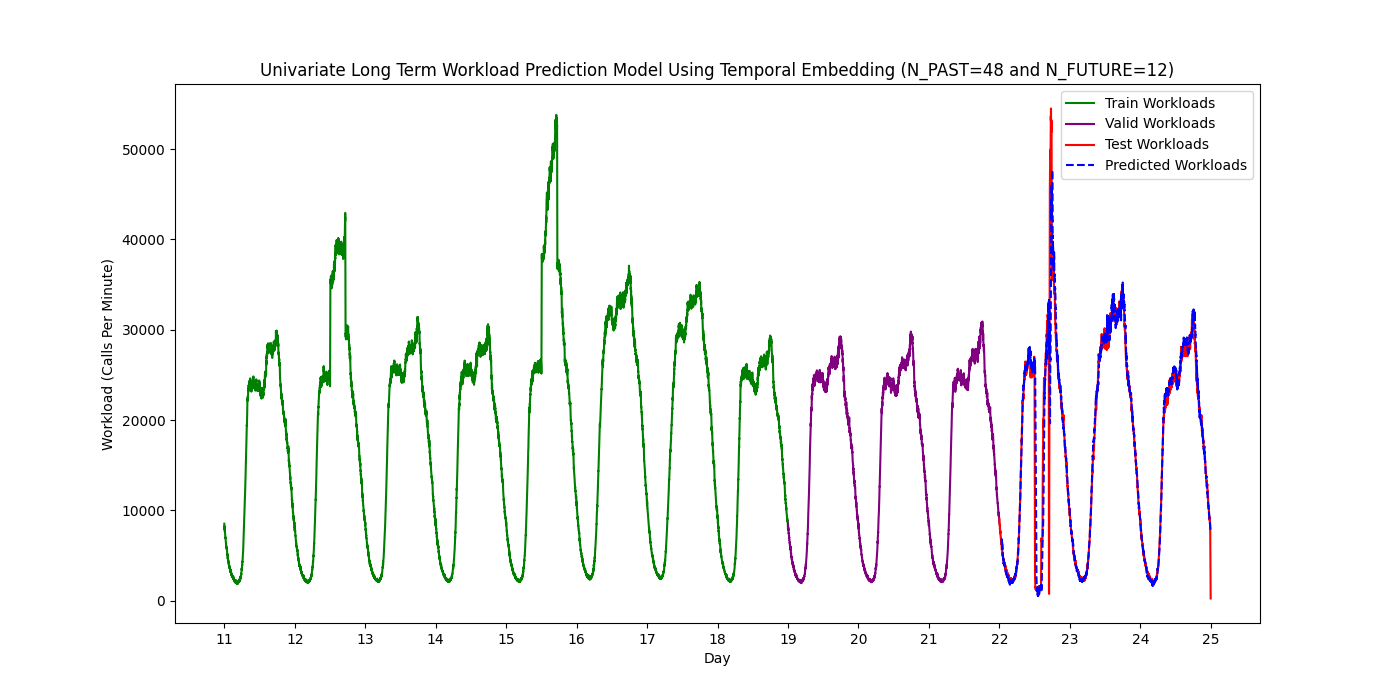 Univariate Long Term Workload Prediction Model Using Temporal Embedding (N_PAST=48 and N_FUTURE=12)
Train Workloads
Valid Workloads
Test Workloads
Predicted Workloads
Workload (Calls Per Minute)
50000
40000
30000
20000
10000
0
11 12 13 14 15 16 17 18 19 20 21 22 23 24 25
Day